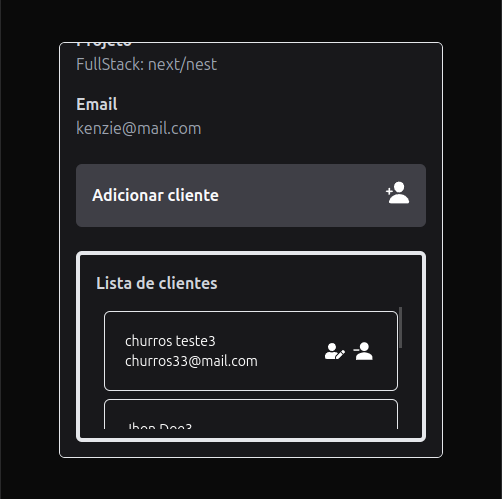 Projeto
FullStack: next/nest
Email
kenzie@mail.com
Adicionar cliente
Lista de clientes
churros teste3
churros33@mail.com
Jhon Doe3